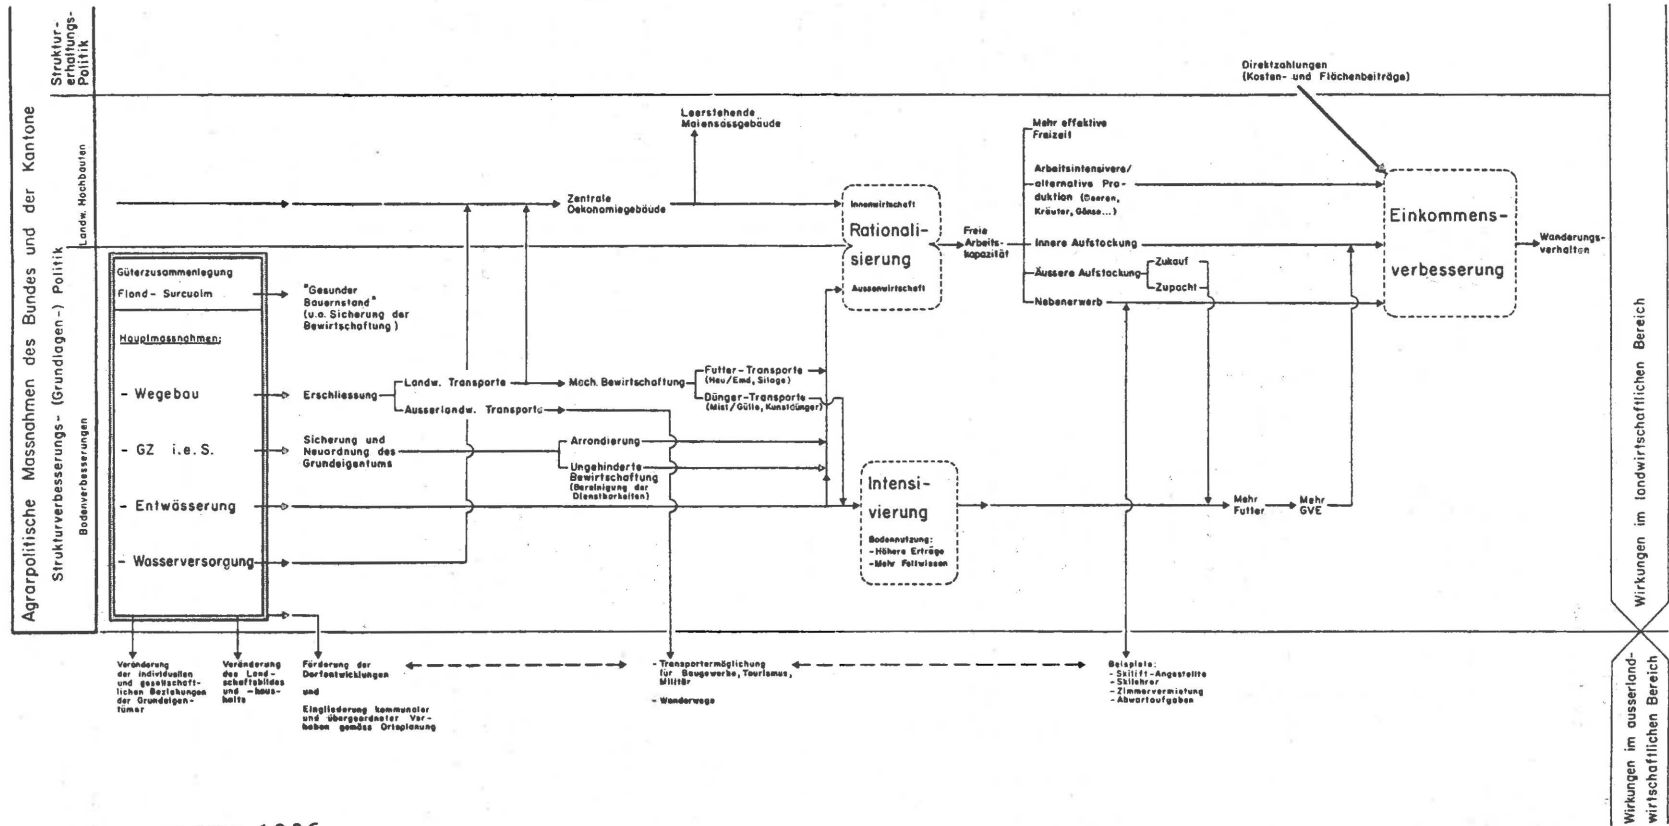 Agrarpolitische Massnahmen des Bundes und der Kantone
Struktur-
erhaltungs-
Politik
Strukturverbesserungs- (Grundlagen-) Politik
Landw. Hochbauten
Bodenverbesserungen
Direktzahlungen
(Kosten- und Flächenbeiträge)
Leerstehende
Maiensässgebäude
Zentrale
Oekonomiegebäude
Innenwirtschaft
Rationali-
sierung
Aussenwirtschaft
Freie
Arbeits-
kapazität
Mehr effektive
Freizeit
Arbeitsintensivere/
alternative Pro-
duktion (Beeren,
Kräuter, Gänse...)
Innere Aufstockung
Äussere Aufstockung
Zukauf
Zupacht
Nebenerwerb
Einkommens-
verbesserung
Wanderungs-
verhalten
Güterzusammenlegung
Flond - Surcuolm
"Gesunder
Bauernstand"
(u.a. Sicherung der
Bewirtschaftung)
Hauptmassnahmen:
- Wegebau
Erschliessung
Landw. Transporte
Ausserlandw. Transporte
Mech. Bewirtschaftung
Futter-Transporte
(Heu/Emd, Silage)
Dünger-Transporte
(Mist/Gülle, Kunstdünger)
- GZ i.e.S.
Sicherung und
Neuordnung des
Grundeigentums
Arrondierung
Ungehinderte
Bewirtschaftung
(Bereinigung der
Dienstbarkeiten)
- Entwässerung
Intensi-
vierung
Bodennutzung:
- Höhere Erträge
- Mehr Fettwiesen
Mehr
Futter
Mehr
GVE
- Wasserversorgung
Veränderung
der individuellen
und gesellschaft-
lichen Beziehungen
der Grundeigen-
tümer
Veränderung
des Land-
schaftsbildes
und -haus-
halts
Förderung der
Dorfentwicklungen
und
Eingliederung kommunaler
und übergeordneter Vor-
haben gemäss Ortsplanung
- Transportermöglichung
für Baugewerbe, Tourismus,
Militär
- Wanderwege
Beispiele:
- Skilift-Angestellte
- Skilehrer
- Zimmervermietung
- Abwartaufgaben
Wirkungen im landwirtschaftlichen Bereich
Wirkungen im ausserland-
wirtschaftlichen Bereich